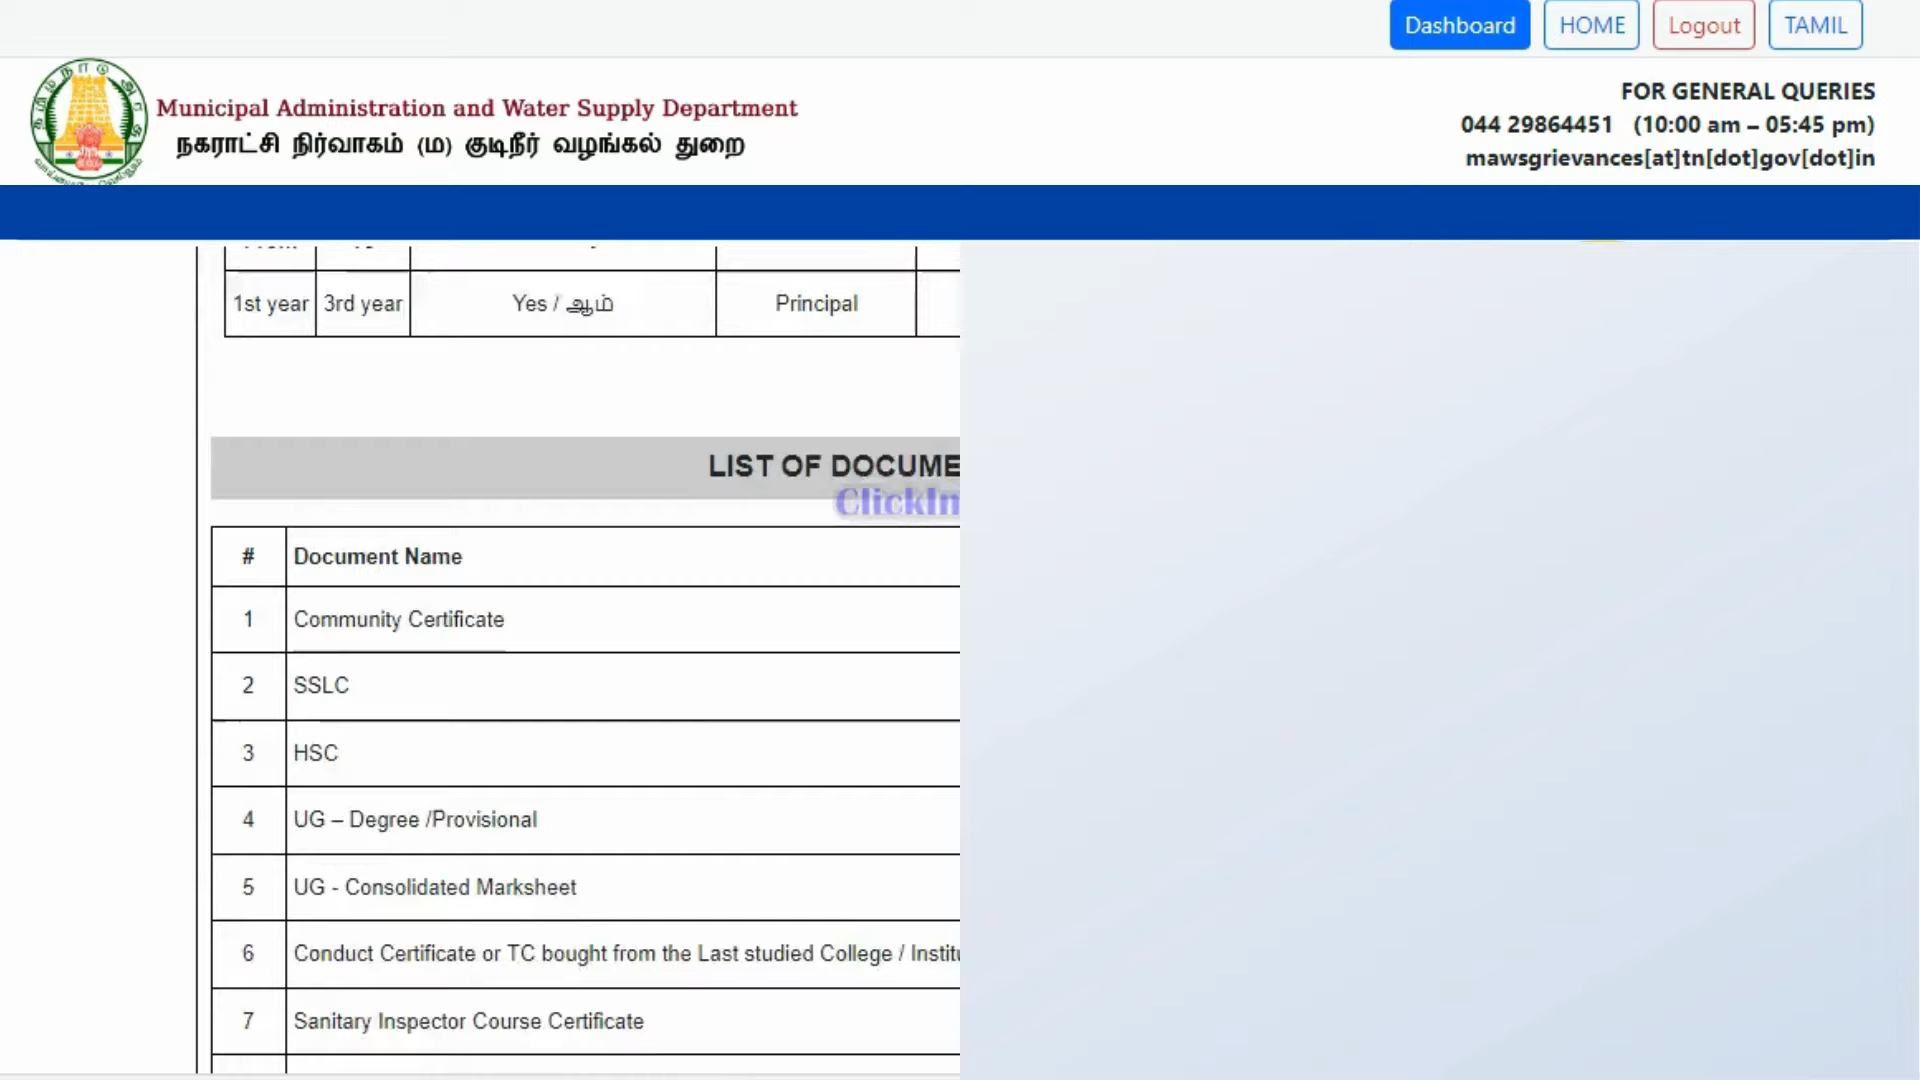 Dashboard HOME Logout TAMIL
Municipal Administration and Water Supply Department
நகராட்சி நிர்வாகம் (ம) குடிநீர் வழங்கல் துறை
FOR GENERAL QUERIES
044 29864451 (10:00 am – 05:45 pm)
mawsgrievances[at]tn[dot]gov[dot]in
1st year 3rd year Yes / ஆம் Principal
LIST OF DOCUME
ClickIn
# Document Name
1 Community Certificate
2 SSLC
3 HSC
4 UG – Degree /Provisional
5 UG - Consolidated Marksheet
6 Conduct Certificate or TC bought from the Last studied College / Institu
7 Sanitary Inspector Course Certificate